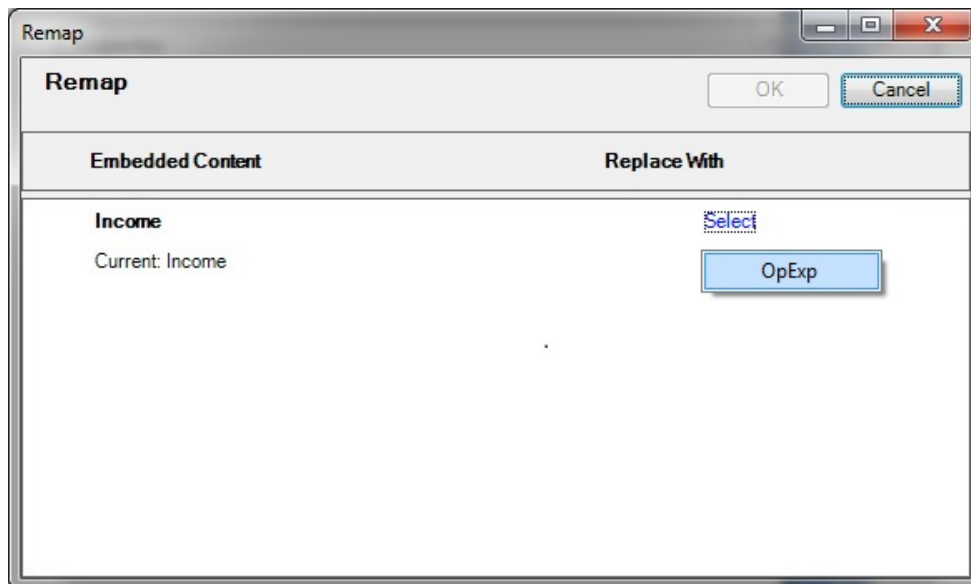 Remap
Remap
OK Cancel
Embedded Content Replace With
Income Select
Current: Income
OpExp